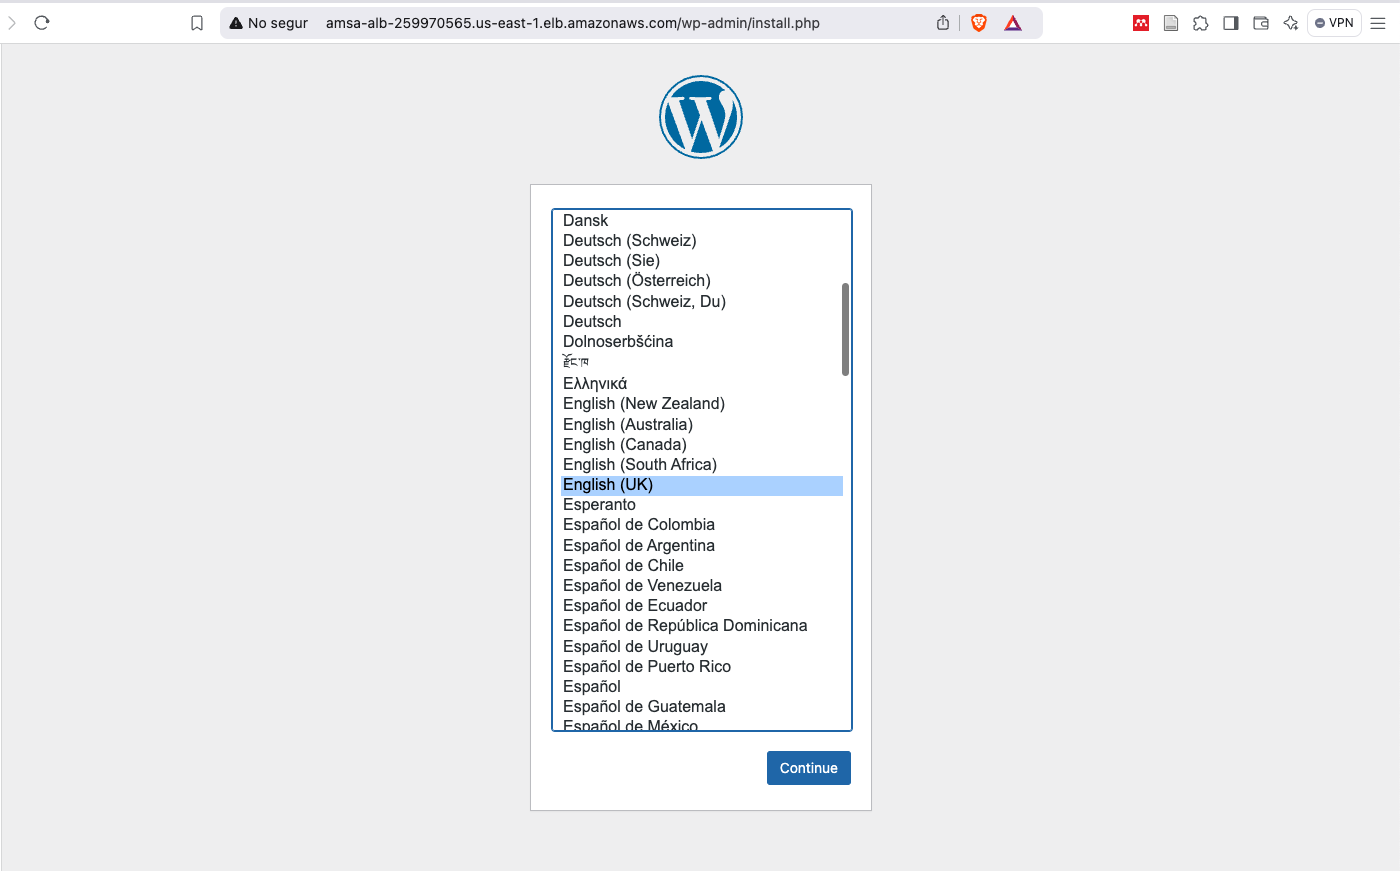 No segur amsa-alb-259970565.us-east-1.elb.amazonaws.com/wp-admin/install.php VPN
Dansk
Deutsch (Schweiz)
Deutsch (Sie)
Deutsch (Österreich)
Deutsch (Schweiz, Du)
Deutsch
Dolnoserbšćina
རྫོང་ཁ
Ελληνικά
English (New Zealand)
English (Australia)
English (Canada)
English (South Africa)
English (UK)
Esperanto
Español de Colombia
Español de Argentina
Español de Chile
Español de Venezuela
Español de Ecuador
Español de República Dominicana
Español de Uruguay
Español de Puerto Rico
Español
Español de Guatemala
Español de México
Continue